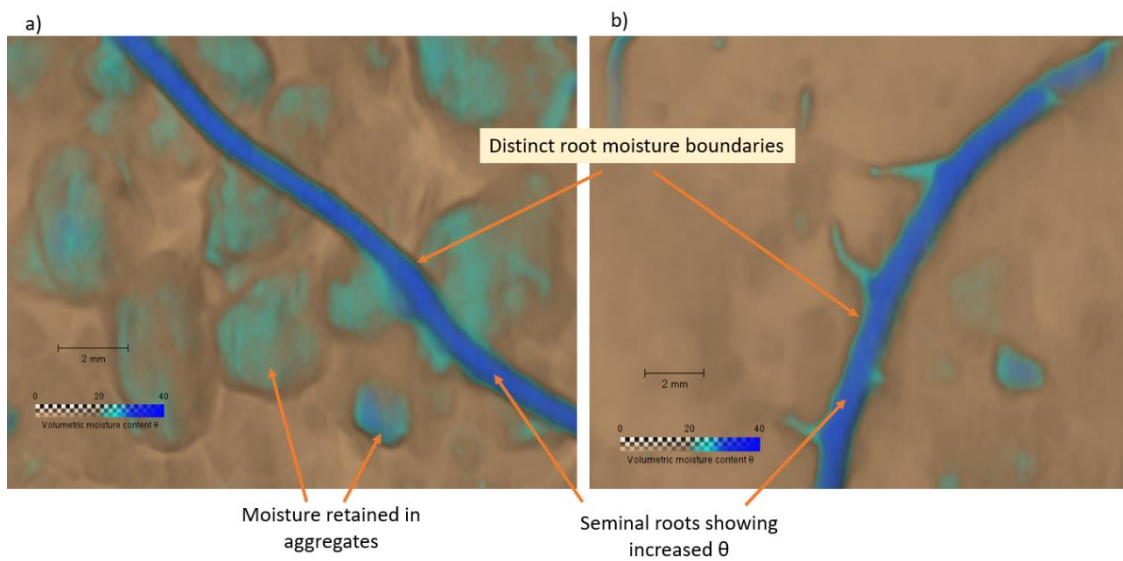 a)
b)
Distinct root moisture boundaries
2 mm
0 20 40
Volumetric moisture content θ
2 mm
0 20 40
Volumetric moisture content θ
Moisture retained in
aggregates
Seminal roots showing
increased θ